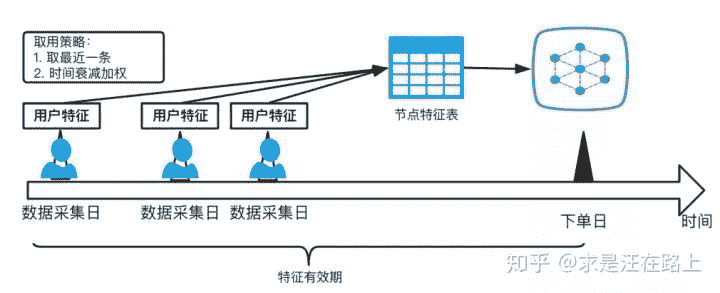 取用策略:
1. 取最近一条
2. 时间衰减加权
用户特征
用户特征
用户特征
节点特征表
数据采集日
数据采集日
数据采集日
下单日
时间
特征有效期
知乎 @求是汪在路上